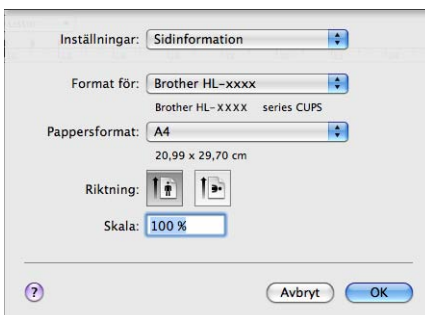 Inställningar: Sidinformation
Format för: Brother HL-xxxx
Brother HL-XXXX series CUPS
Pappersformat: A4
20,99 x 29,70 cm
Riktning:
Skala: 100 %
? Avbryt OK